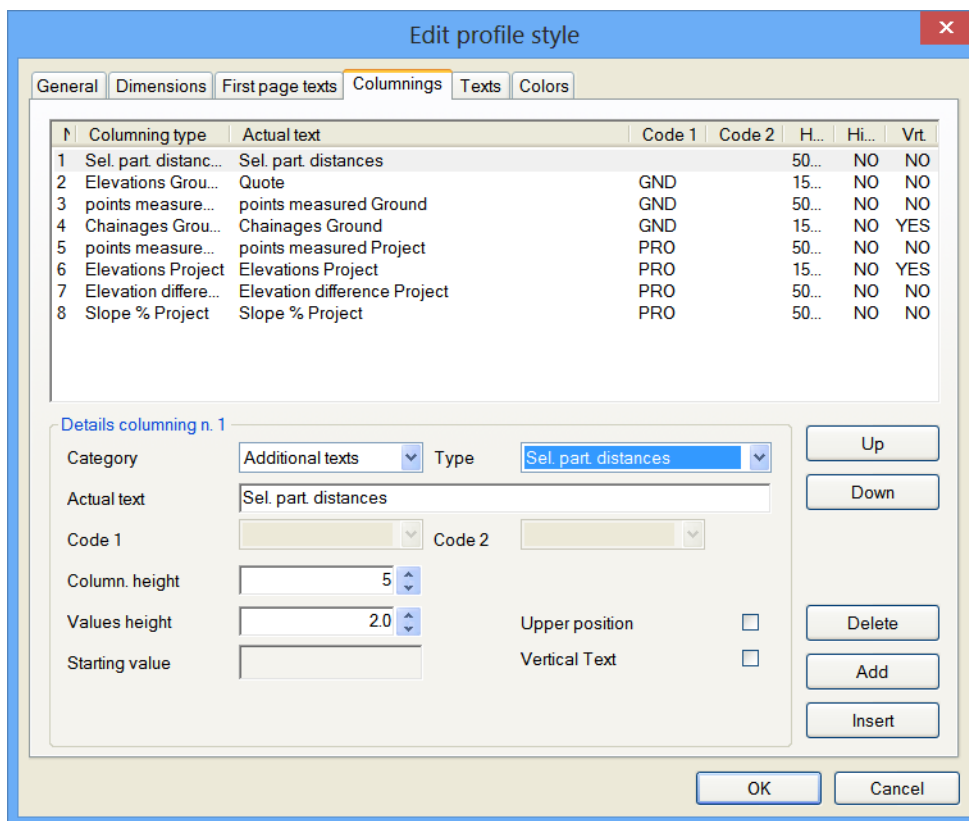 Edit profile style
x
General Dimensions First page texts Columnings Texts Colors
N Columning type Actual text Code 1 Code 2 H... Hi... Vrt.
1 Sel. part. distanc... Sel. part. distances 50... NO NO
2 Elevations Grou... Quote GND 15... NO NO
3 points measure... points measured Ground GND 50... NO NO
4 Chainages Grou... Chainages Ground GND 15... NO YES
5 points measure... points measured Project PRO 50... NO NO
6 Elevations Project Elevations Project PRO 15... NO YES
7 Elevation differe... Elevation difference Project PRO 50... NO NO
8 Slope % Project Slope % Project PRO 50... NO NO
Details columning n. 1
Category Additional texts Type Sel. part. distances
Up
Actual text Sel. part. distances
Down
Code 1 Code 2
Column. height 5
Values height 2.0 Upper position
Delete
Starting value Vertical Text
Add
Insert
OK Cancel